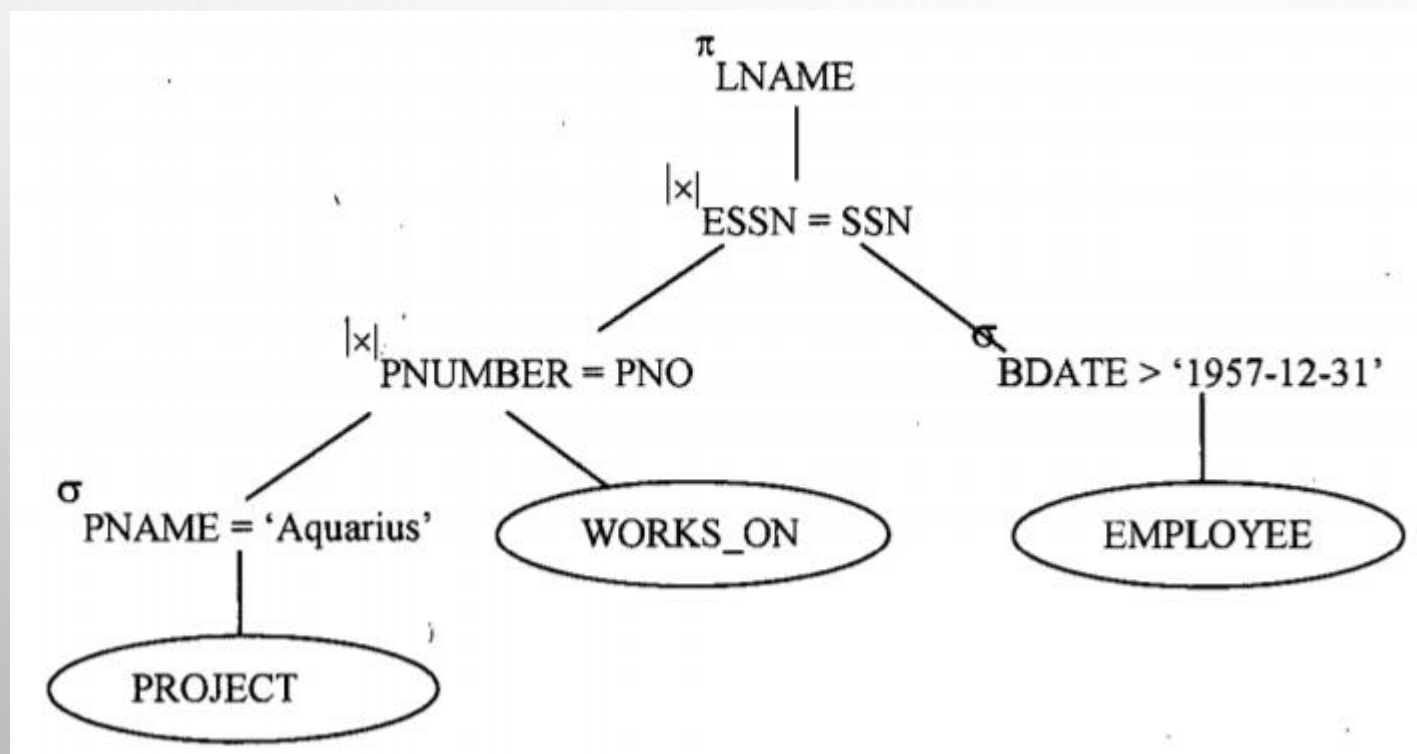 π LNAME
|×| ESSN = SSN
|×| PNUMBER = PNO
σ BDATE > ‘1957-12-31’
σ PNAME = ‘Aquarius’
WORKS_ON
EMPLOYEE
PROJECT